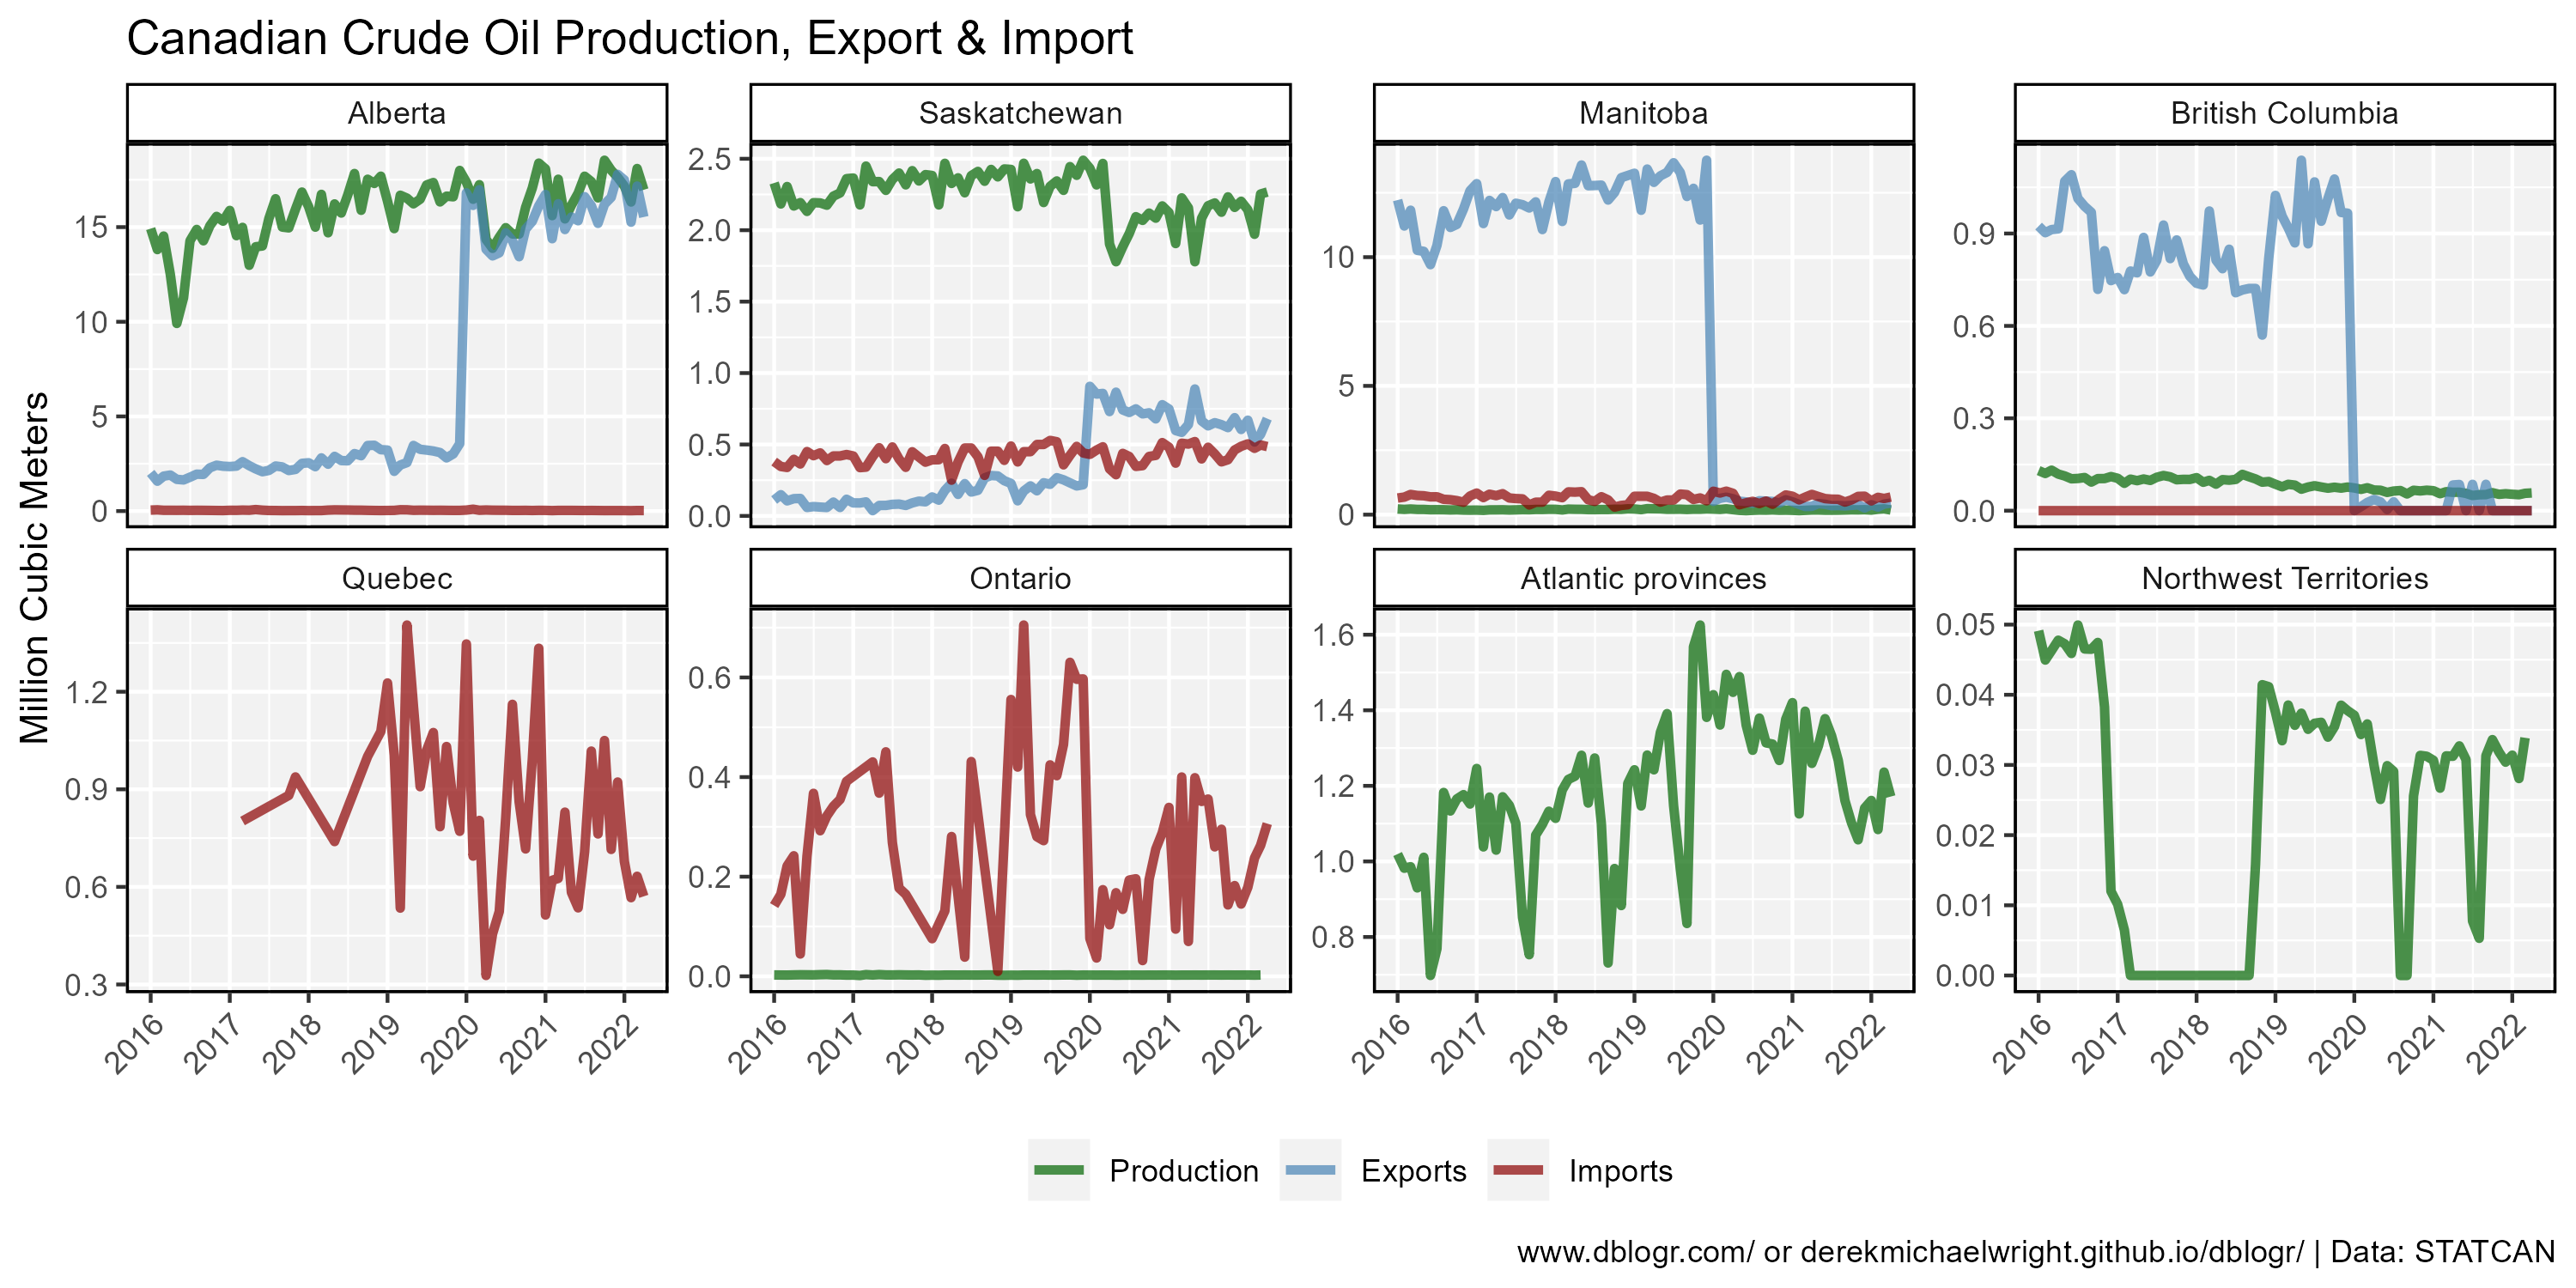 Canadian Crude Oil Production, Export & Import
Alberta
Saskatchewan
Manitoba
British Columbia
15
10
5
0
2.5
2.0
1.5
1.0
0.5
0.0
10
5
0
0.9
0.6
0.3
0.0
Million Cubic Meters
Quebec
Ontario
Atlantic provinces
Northwest Territories
1.2
0.9
0.6
0.3
0.6
0.4
0.2
0.0
1.6
1.4
1.2
1.0
0.8
0.05
0.04
0.03
0.02
0.01
0.00
2016 2017 2018 2019 2020 2021 2022
2016 2017 2018 2019 2020 2021 2022
2016 2017 2018 2019 2020 2021 2022
2016 2017 2018 2019 2020 2021 2022
Production Exports Imports
www.dblogr.com/ or derekmichaelwright.github.io/dblogr/ | Data: STATCAN